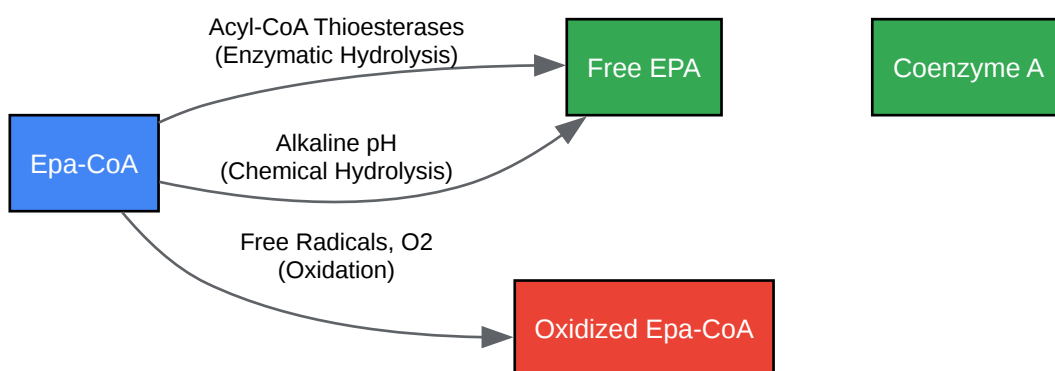 Acyl-CoA Thioesterases
(Enzymatic Hydrolysis)
Free EPA
Coenzyme A
Alkaline pH
(Chemical Hydrolysis)
Epa-CoA
Free Radicals, O2
(Oxidation)
Oxidized Epa-CoA